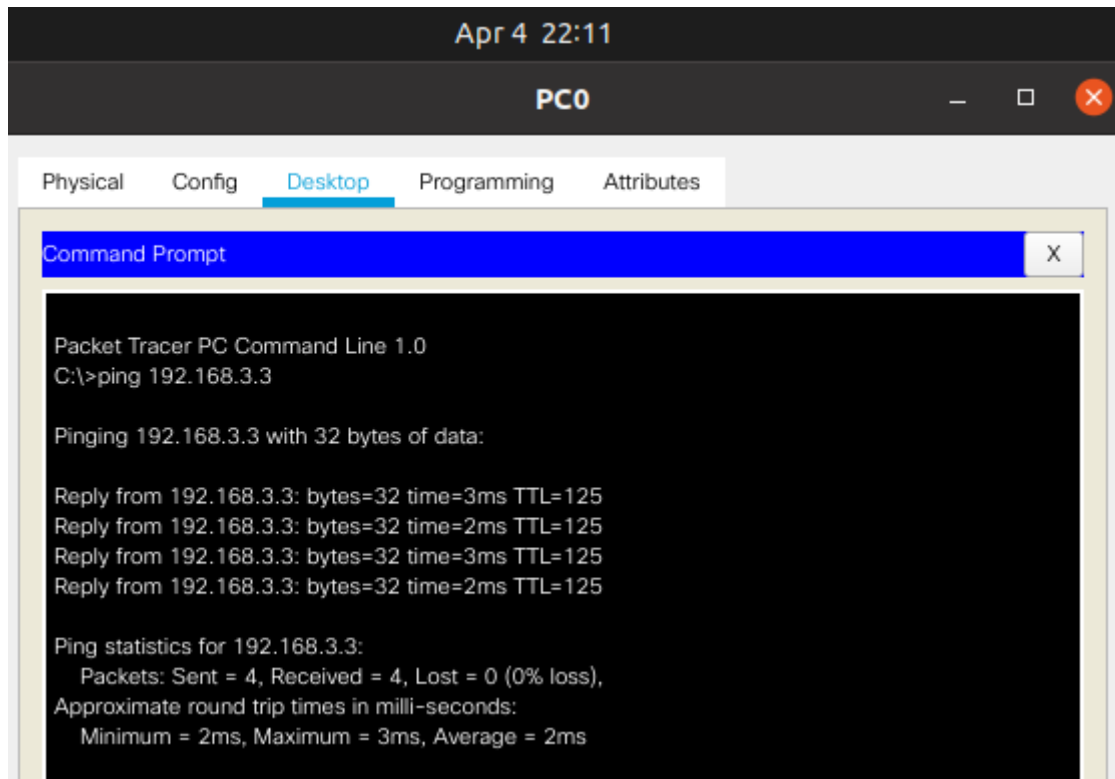 Apr 4 22:11
PC0
Physical Config Desktop Programming Attributes
Command Prompt X
Packet Tracer PC Command Line 1.0
C:\>ping 192.168.3.3
Pinging 192.168.3.3 with 32 bytes of data:
Reply from 192.168.3.3: bytes=32 time=3ms TTL=125
Reply from 192.168.3.3: bytes=32 time=2ms TTL=125
Reply from 192.168.3.3: bytes=32 time=3ms TTL=125
Reply from 192.168.3.3: bytes=32 time=2ms TTL=125
Ping statistics for 192.168.3.3:
Packets: Sent = 4, Received = 4, Lost = 0 (0% loss),
Approximate round trip times in milli-seconds:
Minimum = 2ms, Maximum = 3ms, Average = 2ms